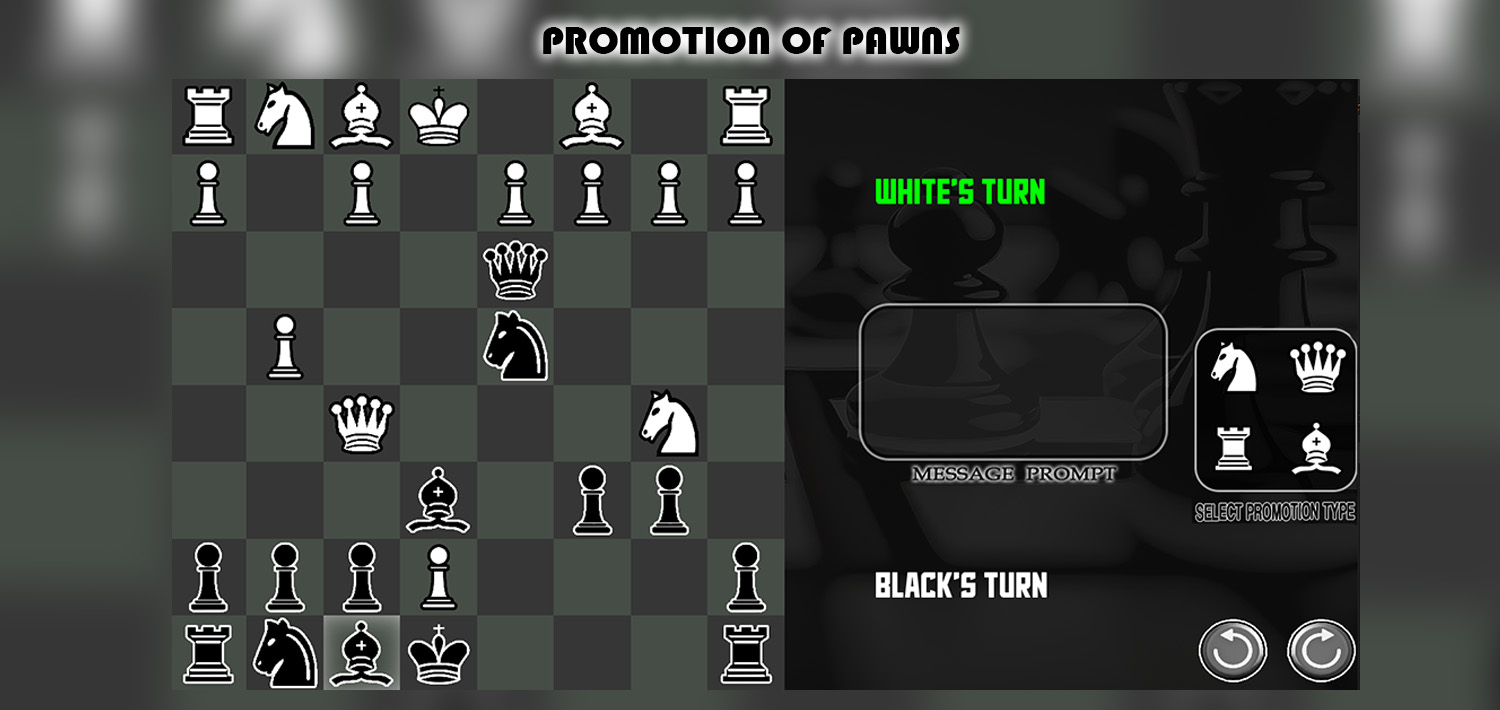 PROMOTION OF PAWNS
WHITE'S TURN
MESSAGE PROMPT
SELECT PROMOTION TYPE
BLACK'S TURN